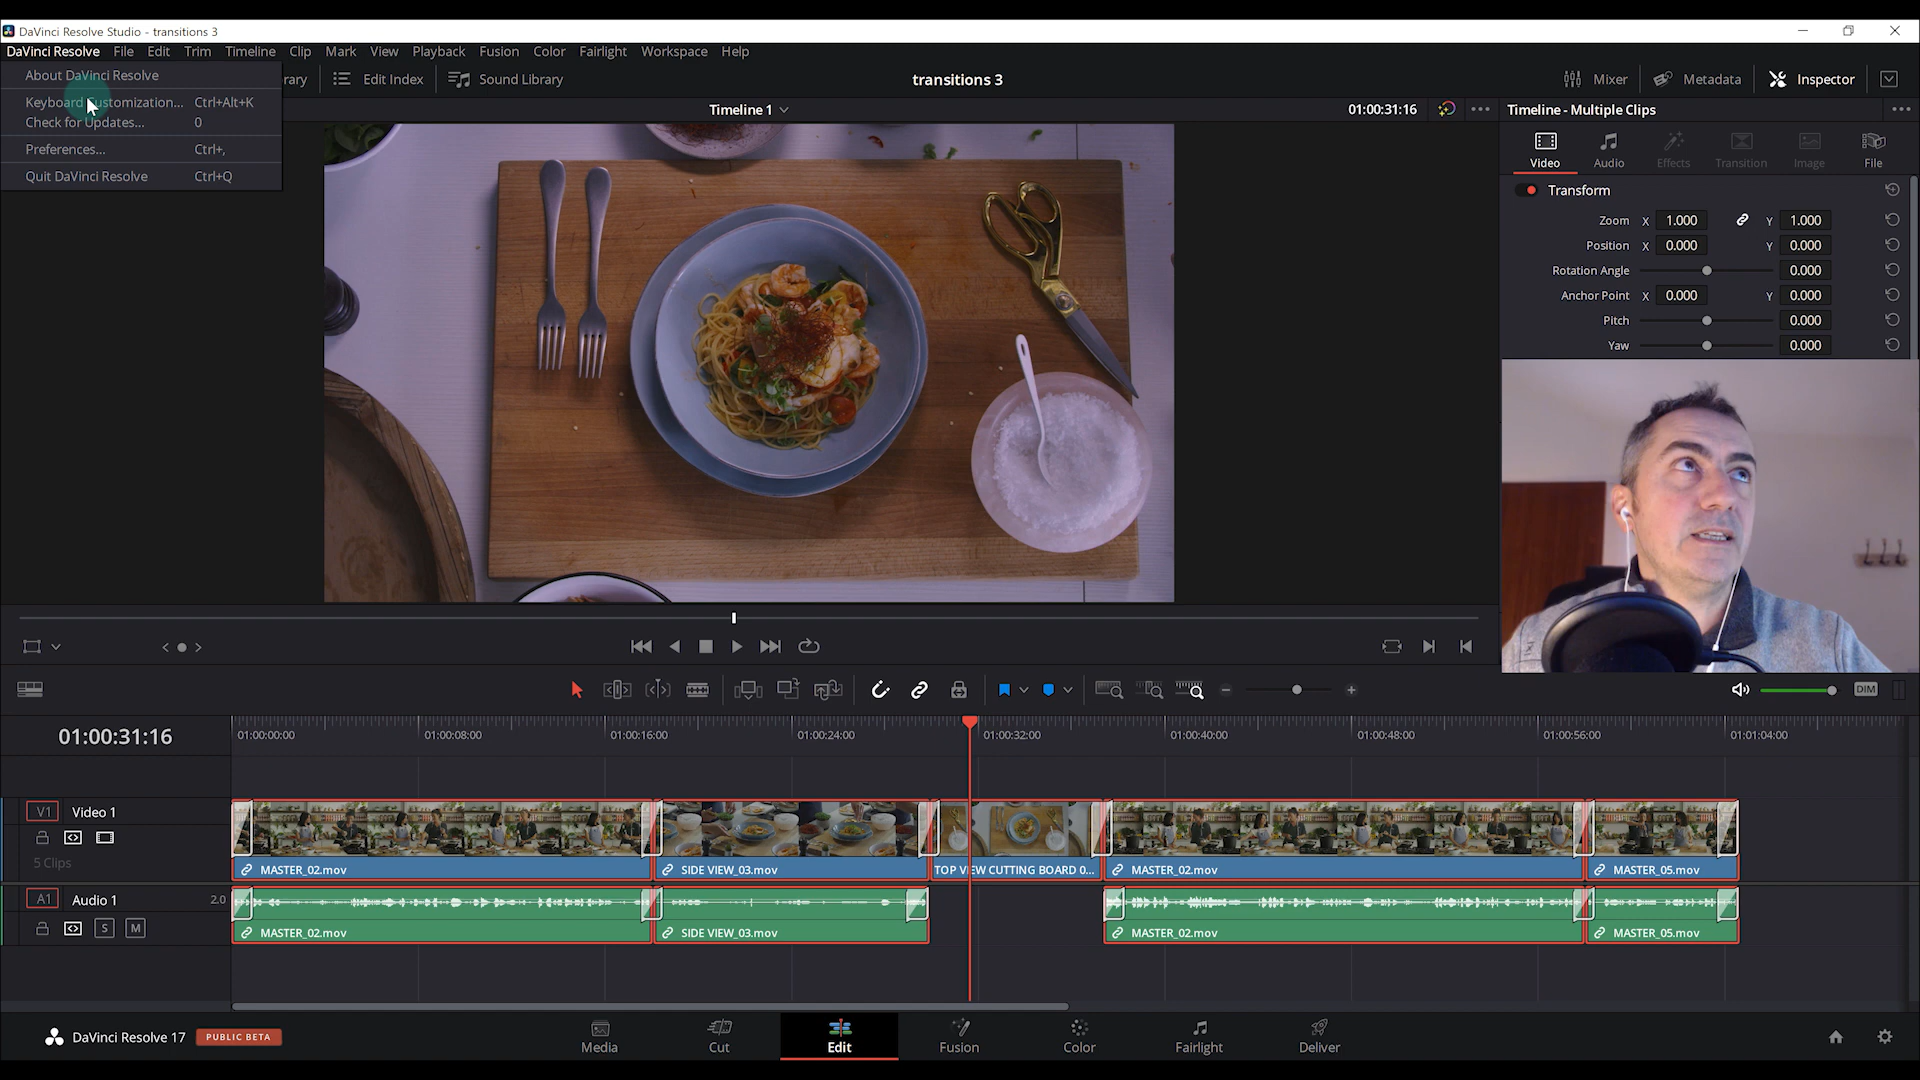 DaVinci Resolve Studio - transitions 3
DaVinci Resolve File Edit Trim Timeline Clip Mark View Playback Fusion Color Fairlight Workspace Help
About DaVinci Resolve
rary Edit Index Sound Library transitions 3 Mixer Metadata Inspector
Keyboard Customization... Ctrl+Alt+K
Check for Updates... 0
Preferences... Ctrl+,
Quit DaVinci Resolve Ctrl+Q
Timeline 1 01:00:31:16 Timeline - Multiple Clips
Video Audio Effects Transition Image File
Transform
Zoom X 1.000 Y 1.000
Position X 0.000 Y 0.000
Rotation Angle 0.000
Anchor Point X 0.000 Y 0.000
Pitch 0.000
Yaw 0.000
DIM
01:00:31:16
01:00:00:00 01:00:08:00 01:00:16:00 01:00:24:00 01:00:32:00 01:00:40:00 01:00:48:00 01:00:56:00 01:01:04:00
V1 Video 1
5 Clips
MASTER_02.mov SIDE VIEW_03.mov TOP VIEW CUTTING BOARD 0... MASTER_02.mov MASTER_05.mov
A1 Audio 1 2.0
S M
MASTER_02.mov SIDE VIEW_03.mov MASTER_02.mov MASTER_05.mov
DaVinci Resolve 17 PUBLIC BETA
Media Cut Edit Fusion Color Fairlight Deliver